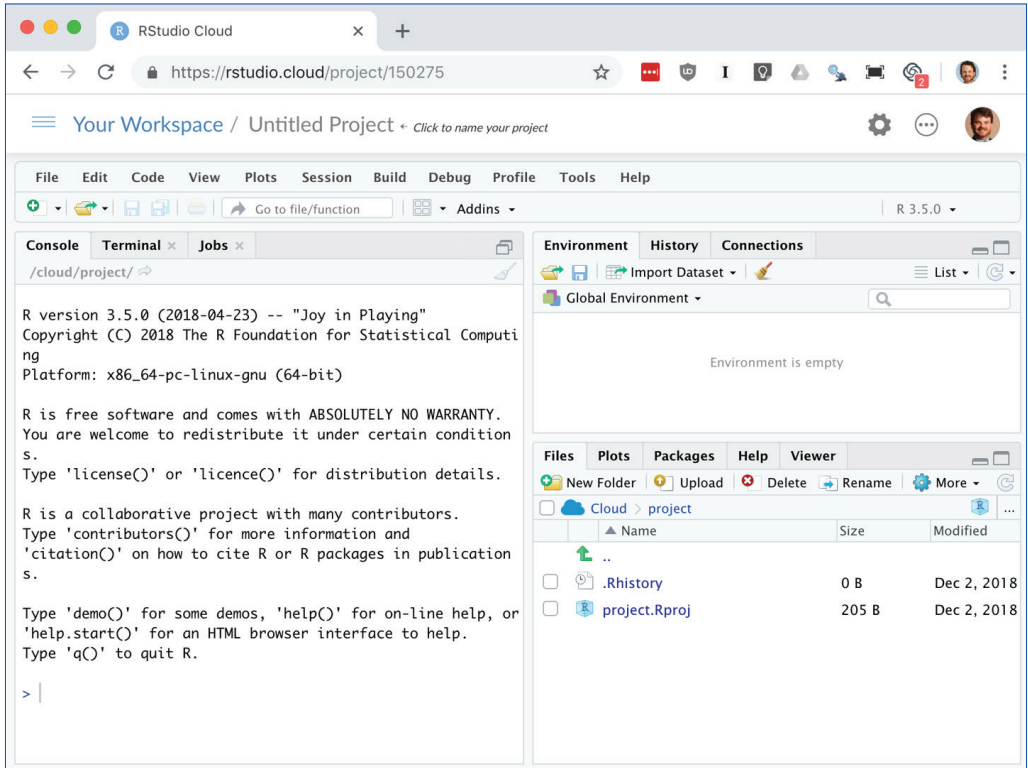 R RStudio Cloud × +
https://rstudio.cloud/project/150275
2
Your Workspace / Untitled Project ← Click to name your project
File Edit Code View Plots Session Build Debug Profile Tools Help
Go to file/function Addins R 3.5.0
Console Terminal × Jobs ×
/cloud/project/
R version 3.5.0 (2018-04-23) -- "Joy in Playing"
Copyright (C) 2018 The R Foundation for Statistical Computi
ng
Platform: x86_64-pc-linux-gnu (64-bit)
R is free software and comes with ABSOLUTELY NO WARRANTY.
You are welcome to redistribute it under certain condition
s.
Type 'license()' or 'licence()' for distribution details.
R is a collaborative project with many contributors.
Type 'contributors()' for more information and
'citation()' on how to cite R or R packages in publication
s.
Type 'demo()' for some demos, 'help()' for on-line help, or
'help.start()' for an HTML browser interface to help.
Type 'q()' to quit R.
>
Environment History Connections
Import Dataset List
Global Environment
Environment is empty
Files Plots Packages Help Viewer
New Folder Upload Delete Rename More
Cloud > project R ...
Name Size Modified
..
.Rhistory 0 B Dec 2, 2018
project.Rproj 205 B Dec 2, 2018